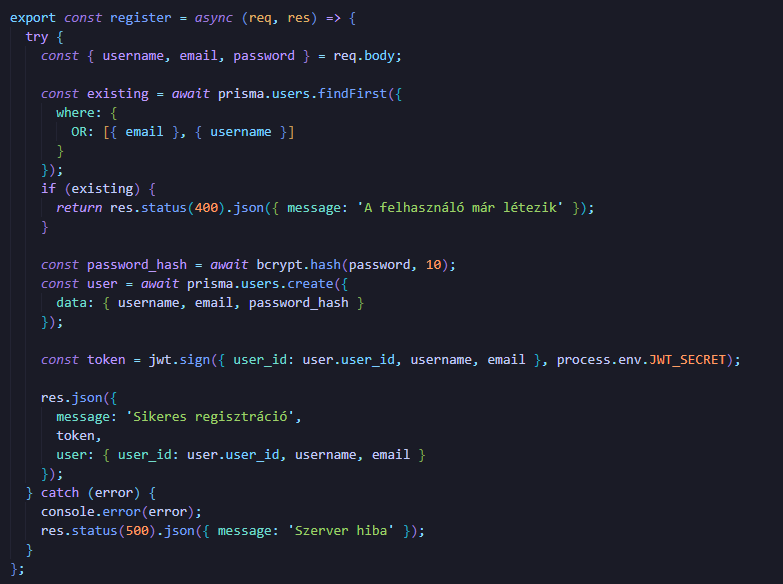 export const register = async (req, res) => {
  try {
    const { username, email, password } = req.body;

    const existing = await prisma.users.findFirst({
      where: {
        OR: [{ email }, { username }]
      }
    });
    if (existing) {
      return res.status(400).json({ message: 'A felhasználó már létezik' });
    }

    const password_hash = await bcrypt.hash(password, 10);
    const user = await prisma.users.create({
      data: { username, email, password_hash }
    });

    const token = jwt.sign({ user_id: user.user_id, username, email }, process.env.JWT_SECRET);

    res.json({
      message: 'Sikeres regisztráció',
      token,
      user: { user_id: user.user_id, username, email }
    });
  } catch (error) {
    console.error(error);
    res.status(500).json({ message: 'Szerver hiba' });
  }
};